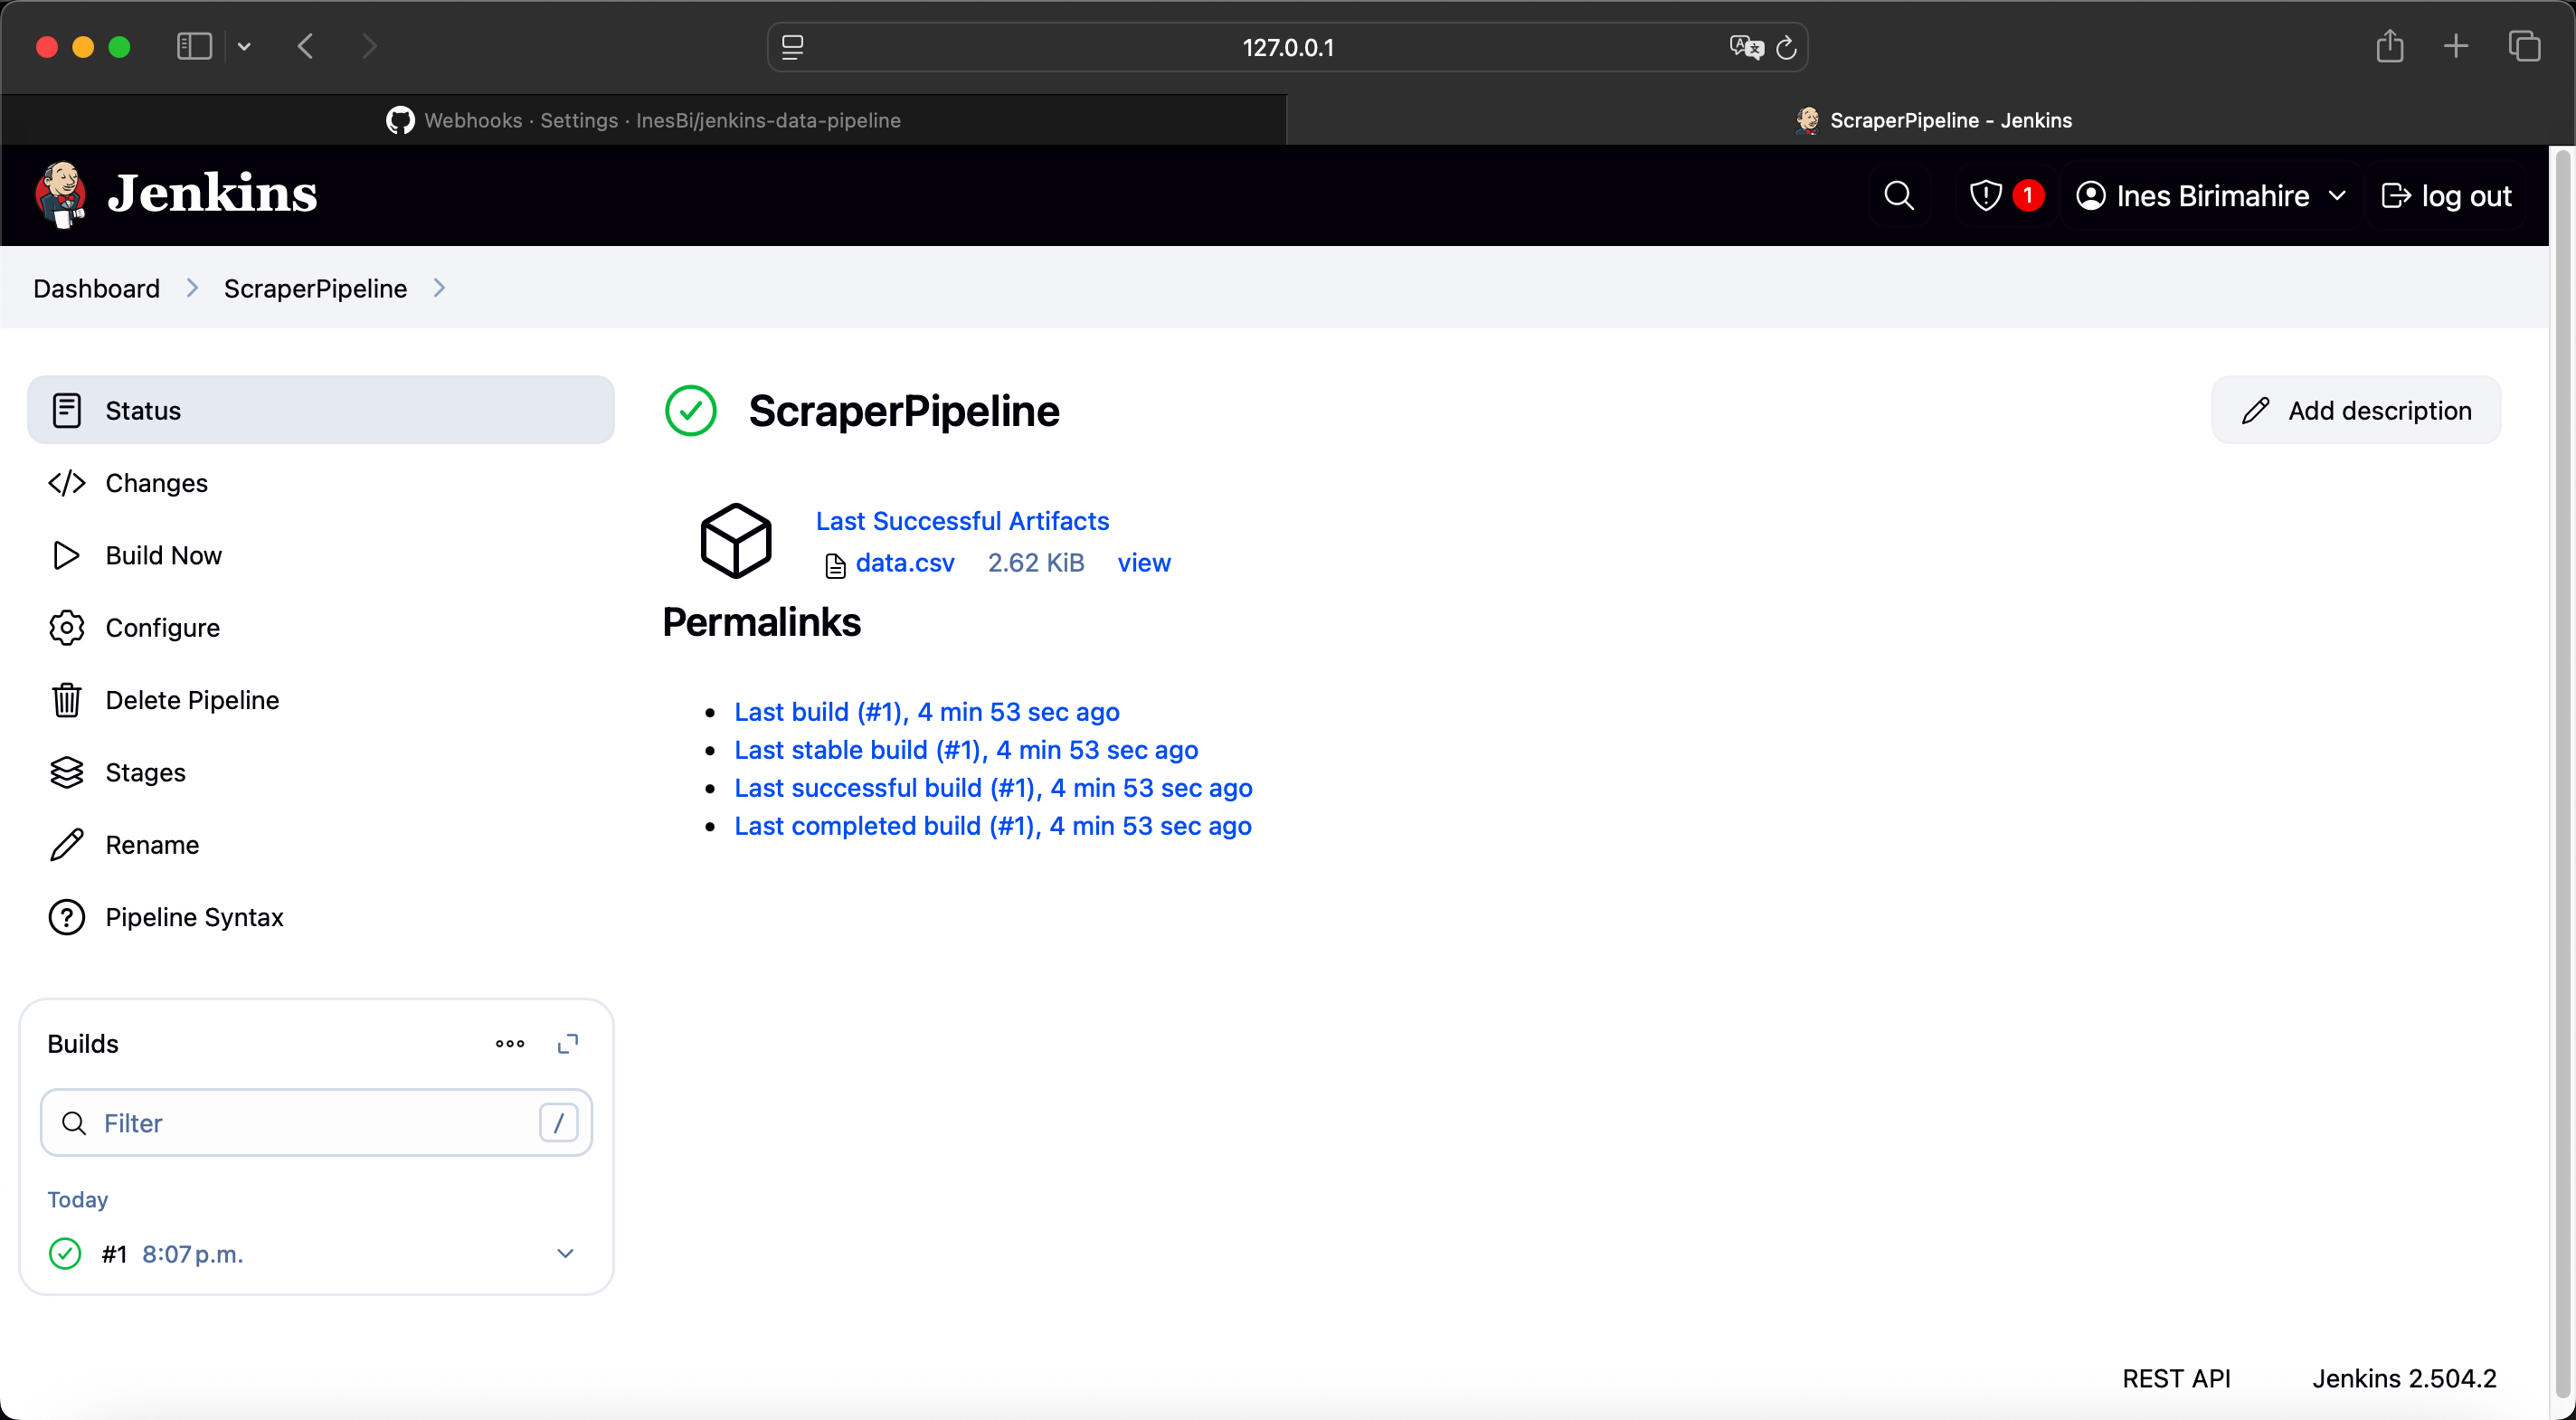 127.0.0.1
Webhooks · Settings · InesBi/jenkins-data-pipeline
ScraperPipeline - Jenkins
Jenkins
1
Ines Birimahire
log out
Dashboard
ScraperPipeline
Status
Changes
Build Now
Configure
Delete Pipeline
Stages
Rename
Pipeline Syntax
ScraperPipeline
Add description
Last Successful Artifacts
data.csv 2.62 KiB view
Permalinks
Last build (#1), 4 min 53 sec ago
Last stable build (#1), 4 min 53 sec ago
Last successful build (#1), 4 min 53 sec ago
Last completed build (#1), 4 min 53 sec ago
Builds
Filter /
Today
#1 8:07 p.m.
REST API
Jenkins 2.504.2